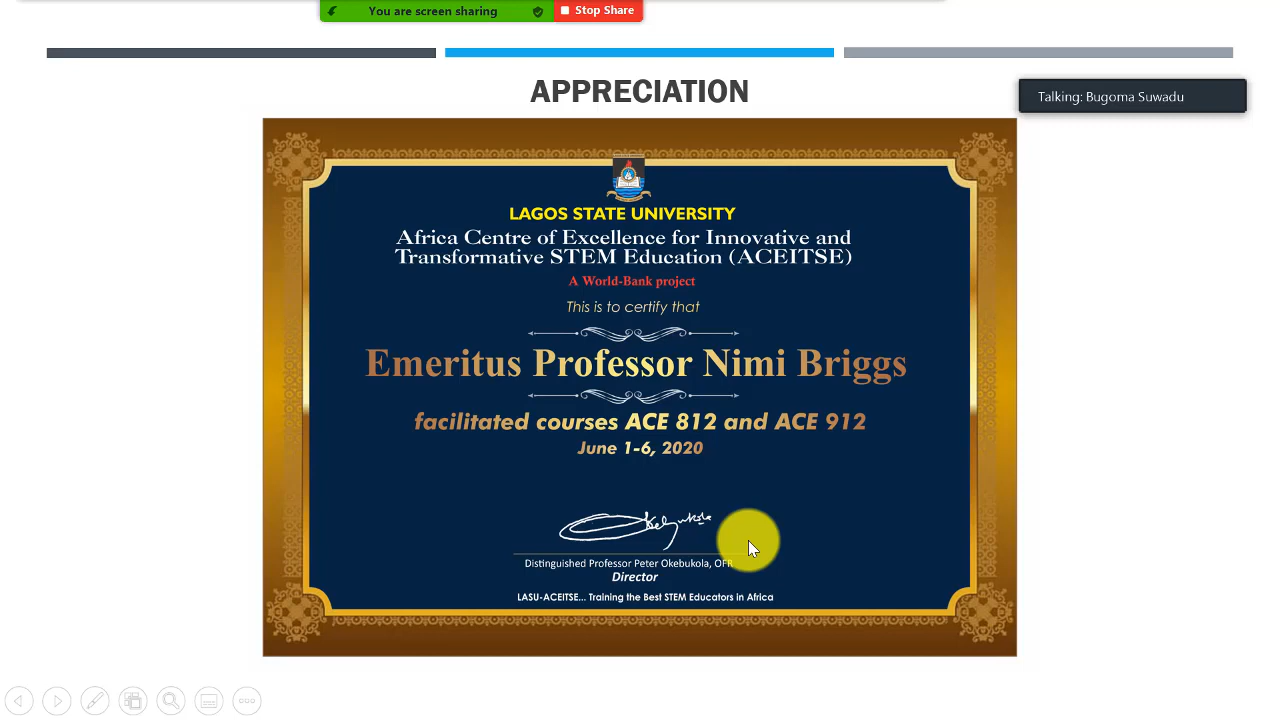 You are screen sharing
Stop Share
APPRECIATION
Talking: Bugoma Suwadu
LAGOS STATE UNIVERSITY
Africa Centre of Excellence for Innovative and
Transformative STEM Education (ACEITSE)
A World-Bank project
This is to certify that
Emeritus Professor Nimi Briggs
facilitated courses ACE 812 and ACE 912
June 1-6, 2020
Okebukola
Distinguished Professor Peter Okebukola, OFR
Director
LASU-ACEITSE... Training the Best STEM Educators in Africa